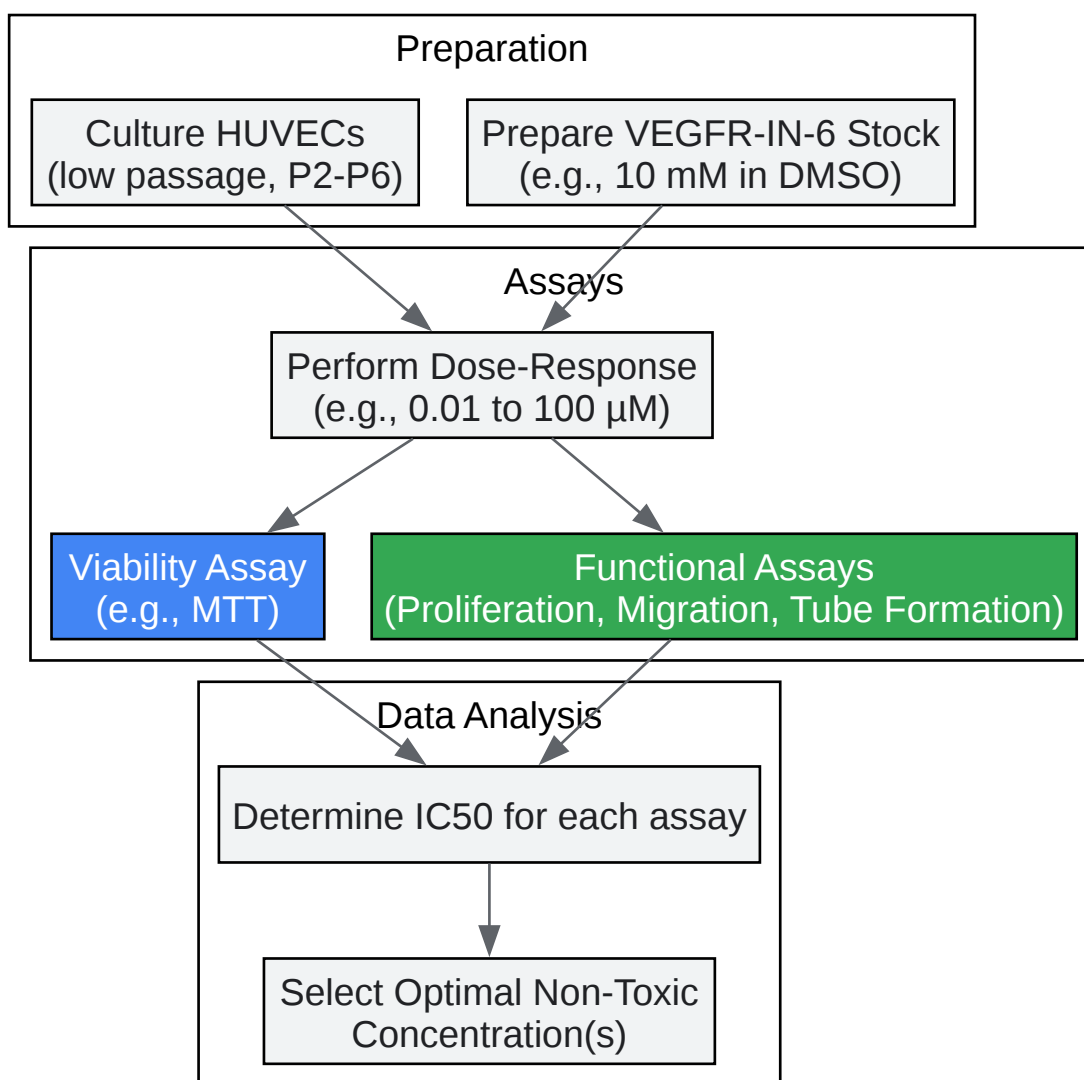 Preparation
Culture HUVECs
(low passage, P2-P6)
Prepare VEGFR-IN-6 Stock
(e.g., 10 mM in DMSO)
Assays
Perform Dose-Response
(e.g., 0.01 to 100 µM)
Viability Assay
(e.g., MTT)
Functional Assays
(Proliferation, Migration, Tube Formation)
Data Analysis
Determine IC50 for each assay
Select Optimal Non-Toxic
Concentration(s)